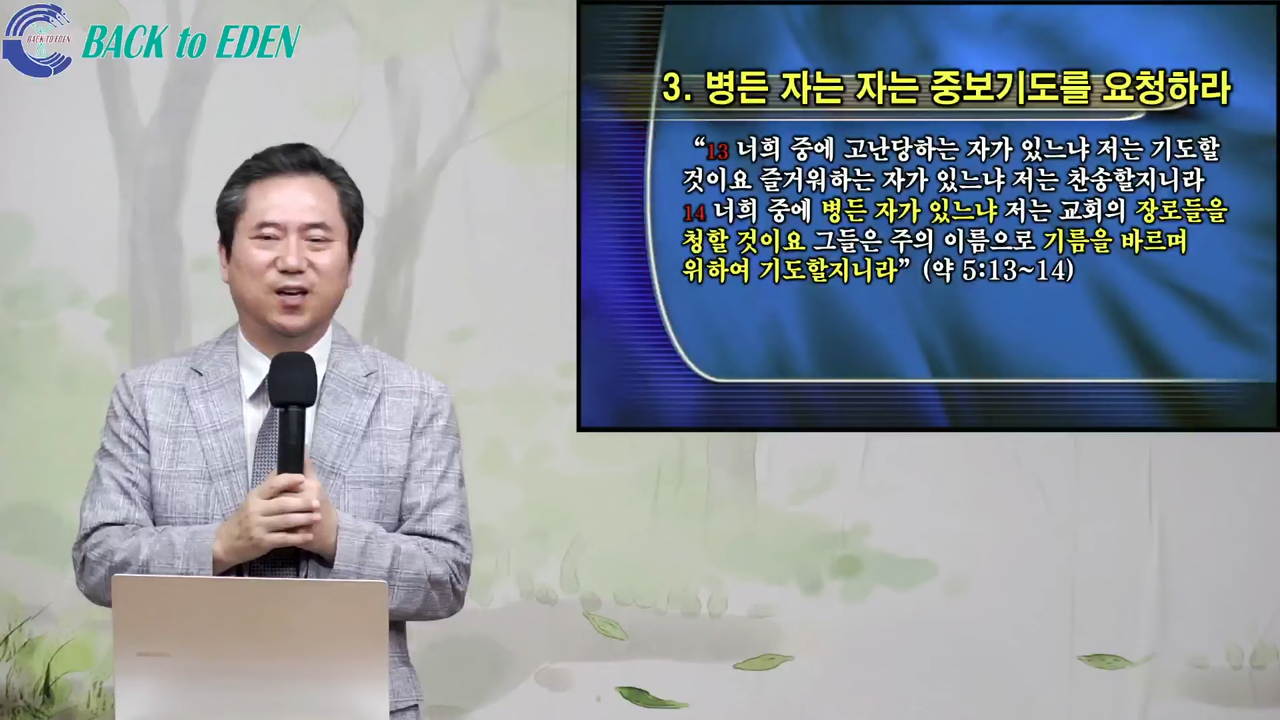 BACK TO EDEN
BACK to EDEN
3. 병든 자는 자는 중보기도를 요청하라
“13 너희 중에 고난당하는 자가 있느냐 저는 기도할
것이요 즐거워하는 자가 있느냐 저는 찬송할지니라
14 너희 중에 병든 자가 있느냐 저는 교회의 장로들을
청할 것이요 그들은 주의 이름으로 기름을 바르며
위하여 기도할지니라” (약 5:13~14)